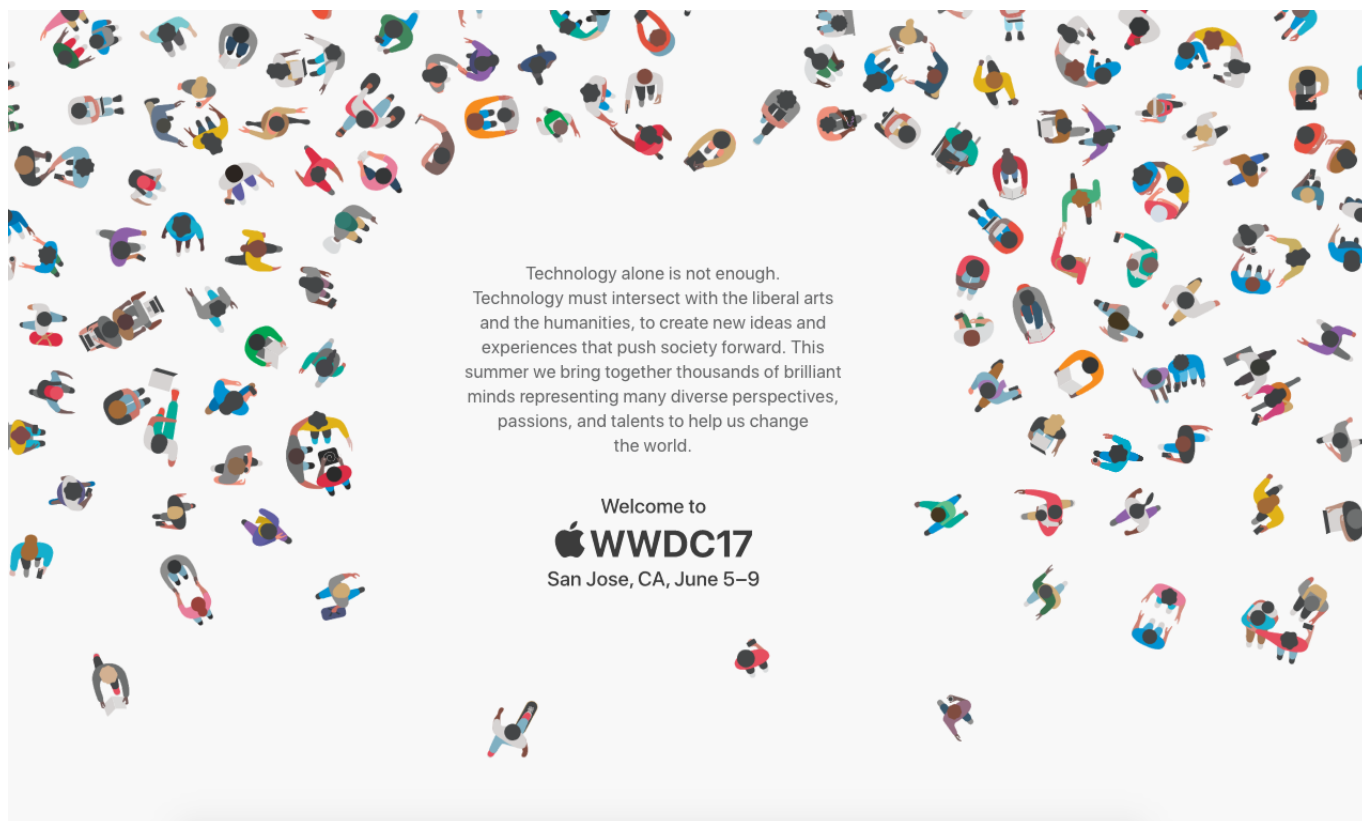 Technology alone is not enough.
Technology must intersect with the liberal arts
and the humanities, to create new ideas and
experiences that push society forward. This
summer we bring together thousands of brilliant
minds representing many diverse perspectives,
passions, and talents to help us change
the world.
Welcome to
WWDC17
San Jose, CA, June 5–9